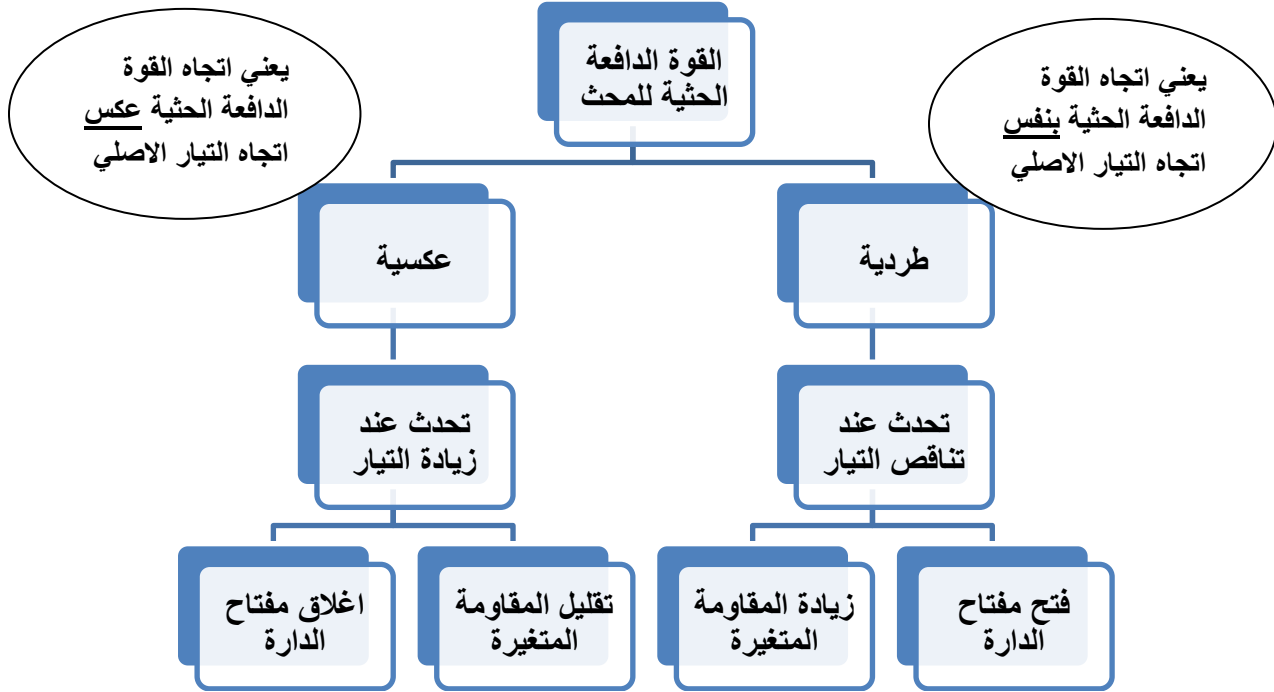 القوة الدافعة
الحثية للمحث
يعني اتجاه القوة
الدافعة الحثية بنفس
اتجاه التيار الاصلي
يعني اتجاه القوة
الدافعة الحثية عكس
اتجاه التيار الاصلي
طردية
عكسية
تحدث عند
تناقص التيار
تحدث عند
زيادة التيار
فتح مفتاح
الدارة
زيادة المقاومة
المتغيرة
تقليل المقاومة
المتغيرة
اغلاق مفتاح
الدارة